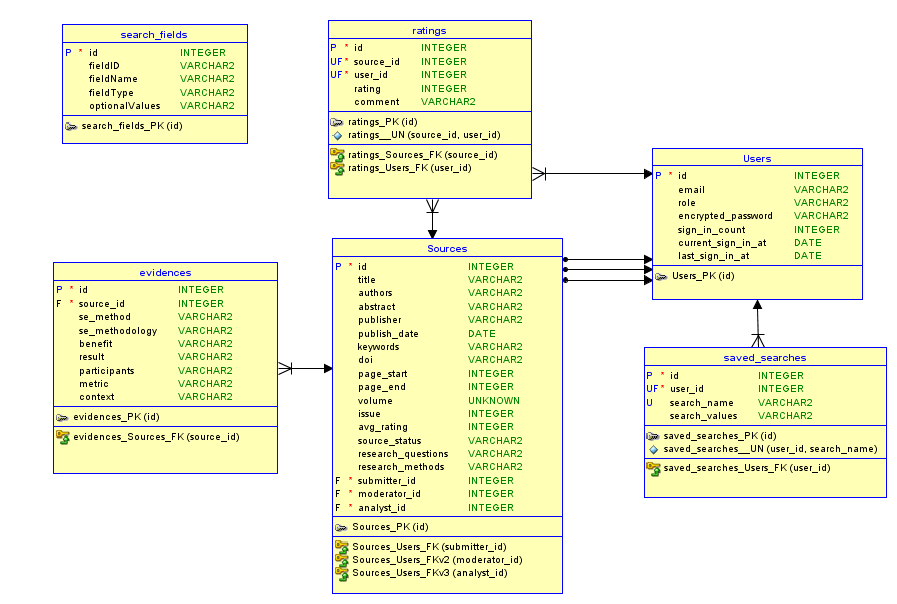 search_fields
P * id INTEGER
fieldID VARCHAR2
fieldName VARCHAR2
fieldType VARCHAR2
optionalValues VARCHAR2
search_fields_PK (id)
ratings
P * id INTEGER
UF * source_id INTEGER
UF * user_id INTEGER
rating INTEGER
comment VARCHAR2
ratings_PK (id)
ratings__UN (source_id, user_id)
ratings_Sources_FK (source_id)
ratings_Users_FK (user_id)
Users
P * id INTEGER
email VARCHAR2
role VARCHAR2
encrypted_password VARCHAR2
sign_in_count INTEGER
current_sign_in_at DATE
last_sign_in_at DATE
Users_PK (id)
evidences
P * id INTEGER
F * source_id INTEGER
se_method VARCHAR2
se_methodology VARCHAR2
benefit VARCHAR2
result VARCHAR2
participants VARCHAR2
metric VARCHAR2
context VARCHAR2
evidences_PK (id)
evidences_Sources_FK (source_id)
Sources
P * id INTEGER
title VARCHAR2
authors VARCHAR2
abstract VARCHAR2
publisher VARCHAR2
publish_date DATE
keywords VARCHAR2
doi VARCHAR2
page_start INTEGER
page_end INTEGER
volume UNKNOWN
issue INTEGER
avg_rating INTEGER
source_status VARCHAR2
research_questions VARCHAR2
research_methods VARCHAR2
F * submitter_id INTEGER
F * moderator_id INTEGER
F * analyst_id INTEGER
Sources_PK (id)
Sources_Users_FK (submitter_id)
Sources_Users_FKv2 (moderator_id)
Sources_Users_FKv3 (analyst_id)
saved_searches
P * id INTEGER
UF * user_id INTEGER
U search_name VARCHAR2
search_values VARCHAR2
saved_searches_PK (id)
saved_searches__UN (user_id, search_name)
saved_searches_Users_FK (user_id)